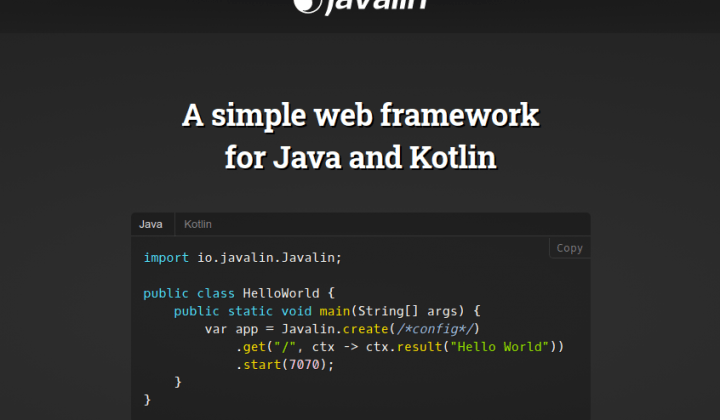 Javalin
A simple web framework
for Java and Kotlin
Java Kotlin
Copy
import io.javalin.Javalin;
public class HelloWorld {
    public static void main(String[] args) {
        var app = Javalin.create(/*config*/)
            .get("/", ctx -> ctx.result("Hello World"))
            .start(7070);
    }
}